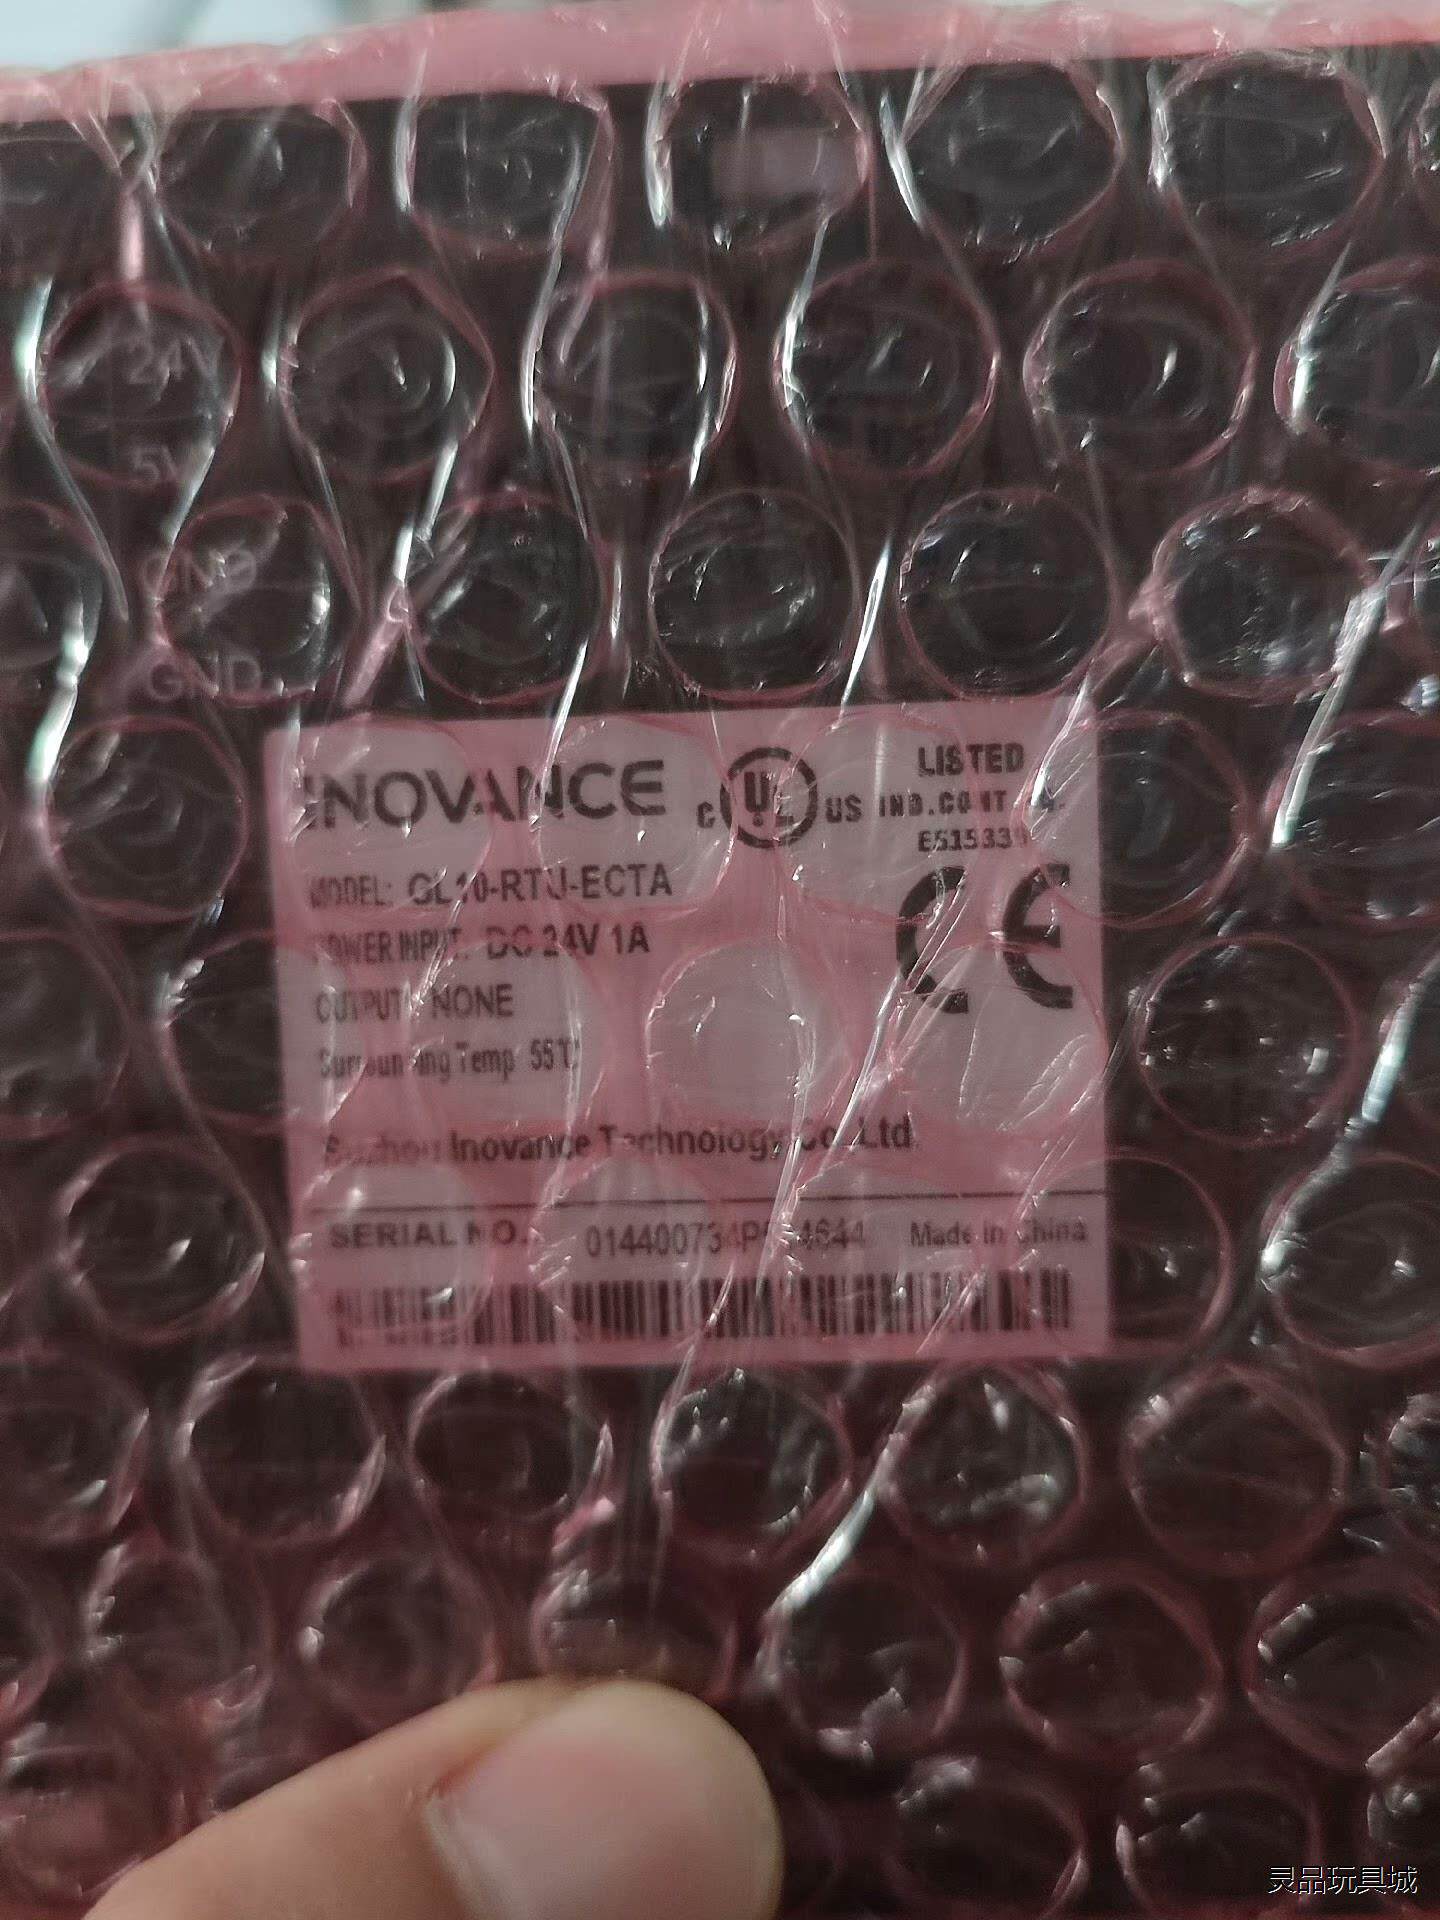 24V
5V
GND
GND
INOVANCE C UL US LISTED
IND.CONT.
MODEL: GL10-RTU-ECTA
POWER INPUT: DC 24V 1A
OUTPUT: NONE
Surrounding Temp 55℃
CE
Suzhou Inovance Technology Co.,Ltd.
SERIAL NO.: Made in China
灵品玩具城